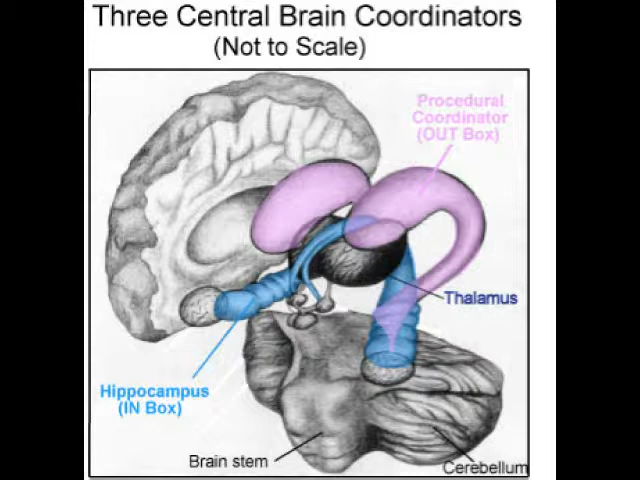 Three Central Brain Coordinators
(Not to Scale)
Procedural
Coordinator
(OUT Box)
Thalamus
Hippocampus
(IN Box)
Brain stem
Cerebellum